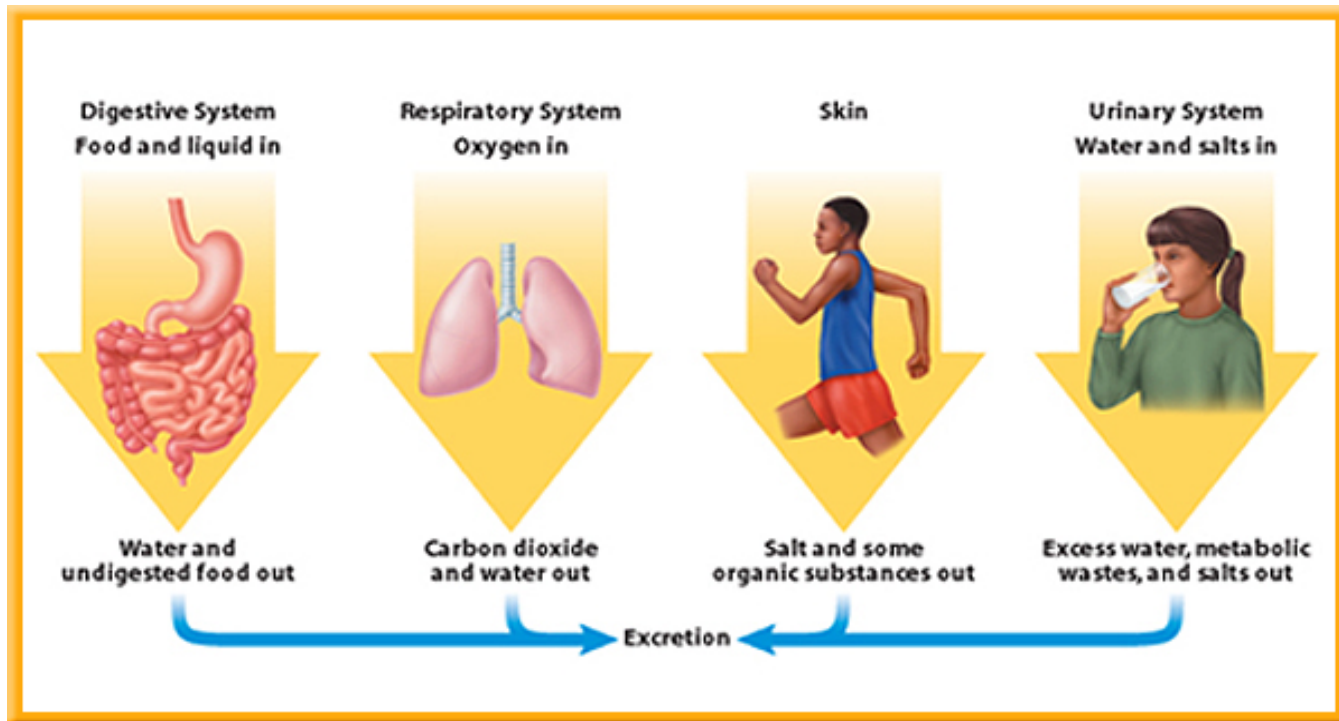 Digestive System
Food and liquid in
Respiratory System
Oxygen in
Skin
Urinary System
Water and salts in
Water and
undigested food out
Carbon dioxide
and water out
Salt and some
organic substances out
Excess water, metabolic
wastes, and salts out
Excretion